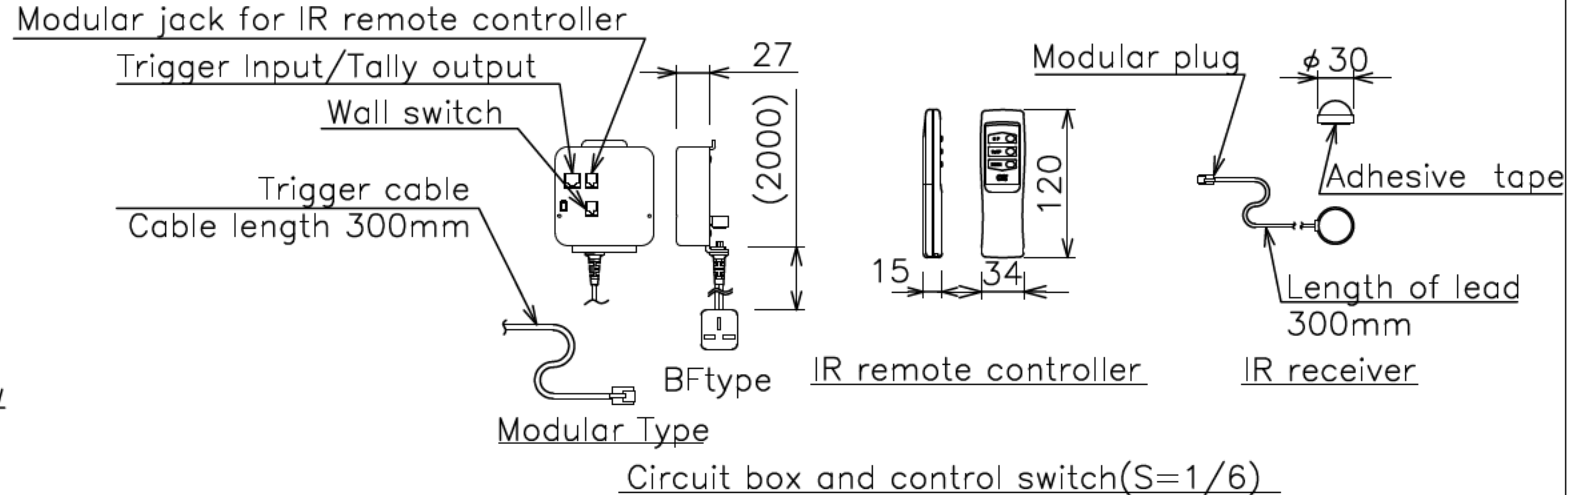 Modular jack for IR remote controller
Trigger Input/Tally output
Wall switch
Trigger cable
Cable length 300mm
27
(2000)
BFtype
Modular Type
120
15
34
IR remote controller
Modular plug
ϕ30
Adhesive tape
Length of lead
300mm
IR receiver
Circuit box and control switch(S=1/6)